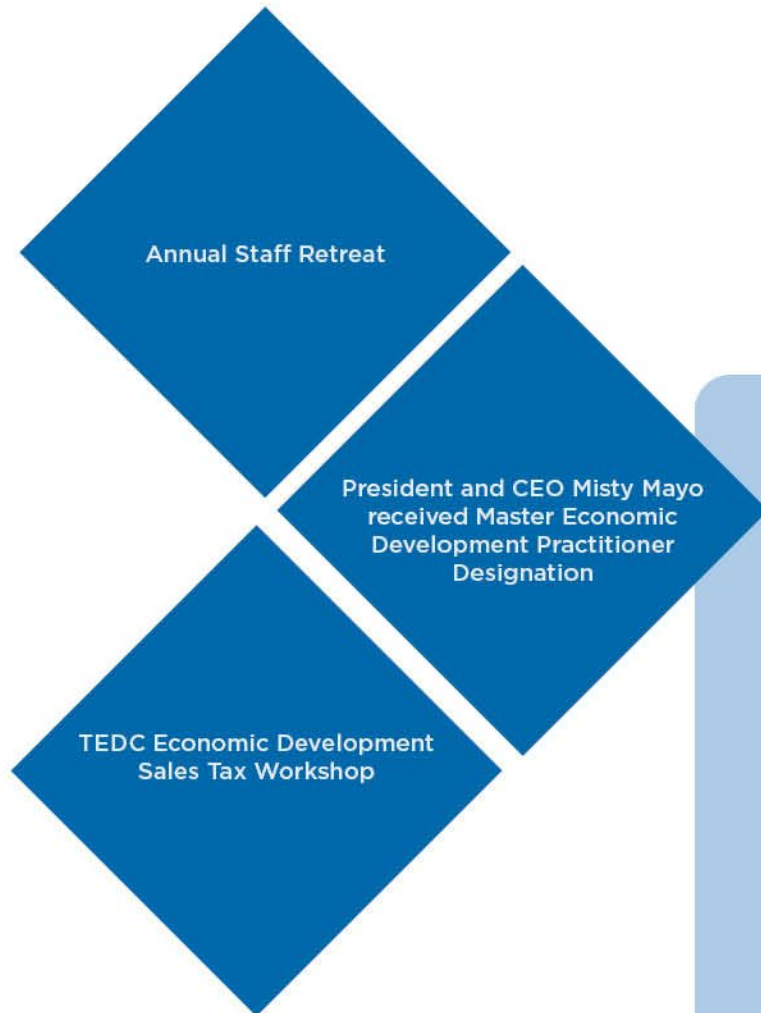 Annual Staff Retreat
President and CEO Misty Mayo
received Master Economic
Development Practitioner
Designation
TEDC Economic Development
Sales Tax Workshop